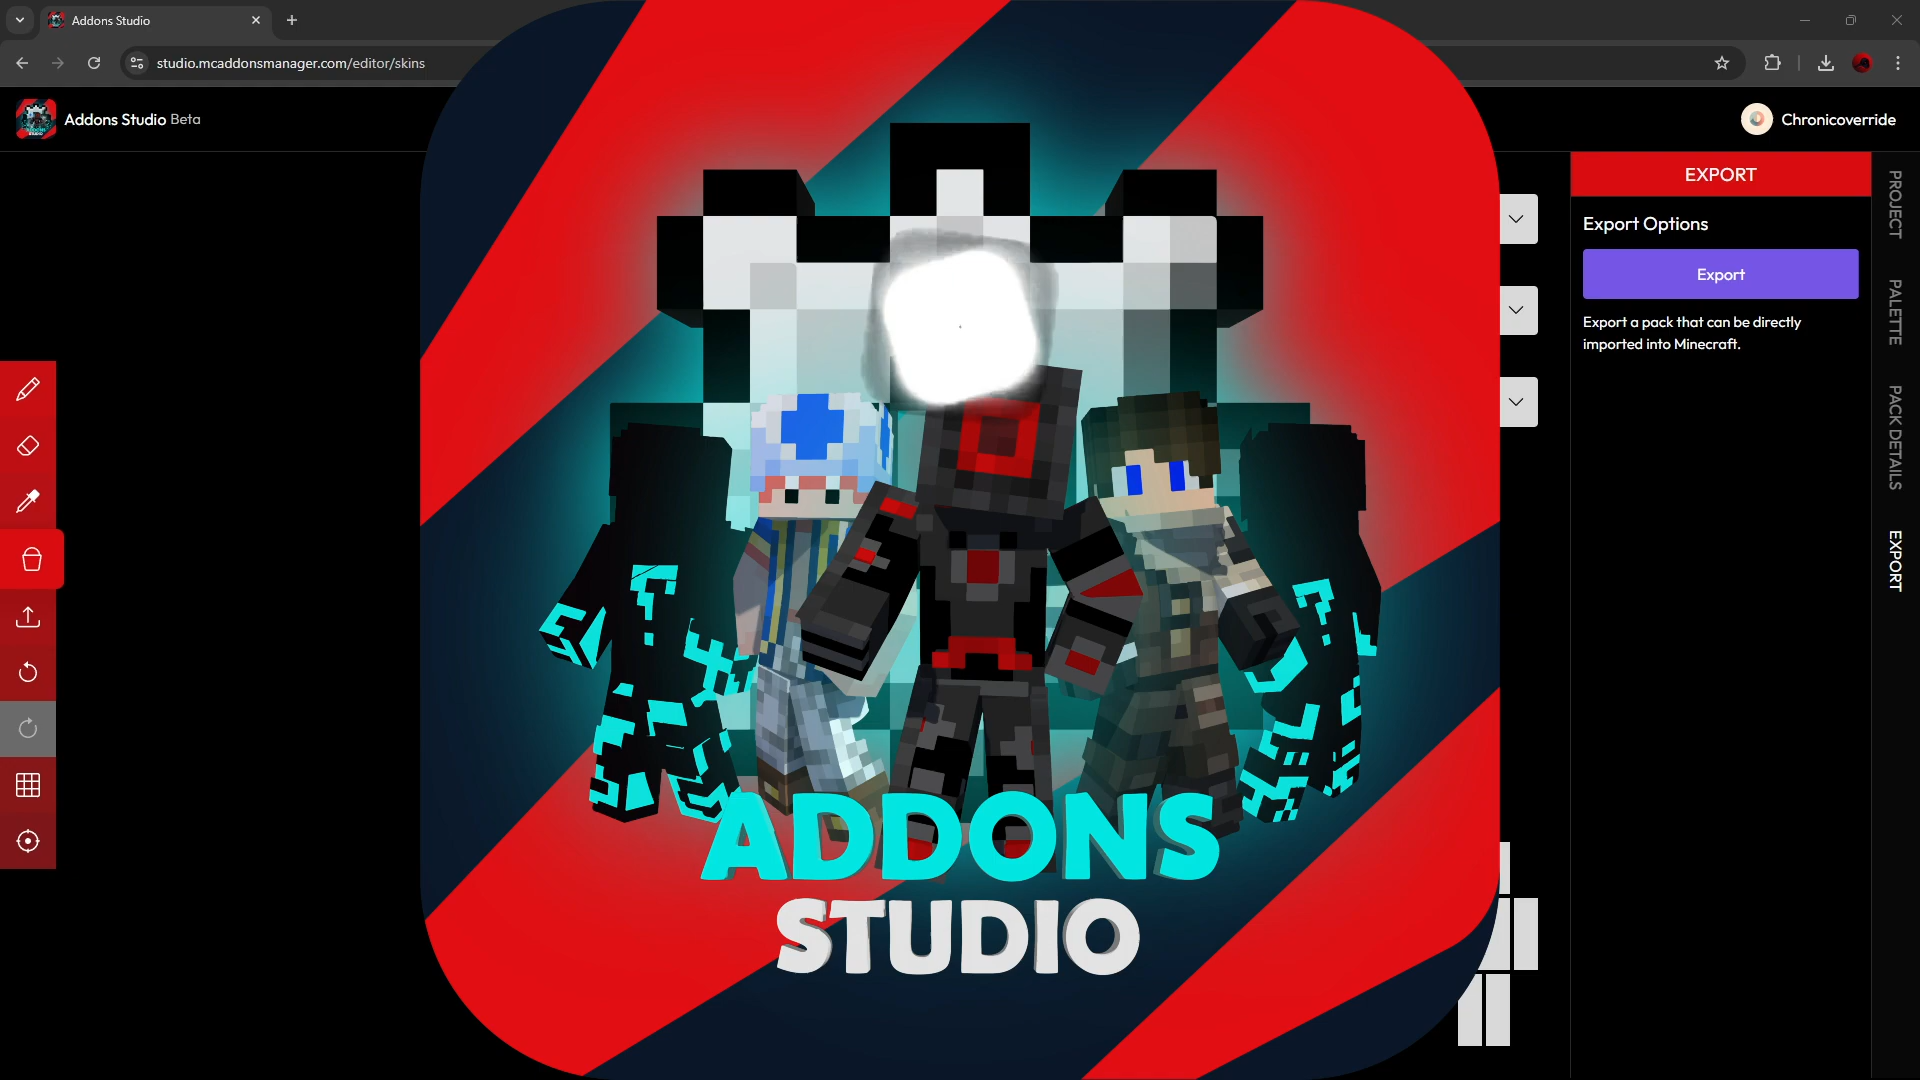 Addons Studio
studio.mcaddonsmanager.com/editor/skins
Addons Studio Beta
Chronicoverride
EXPORT
Export Options
Export
Export a pack that can be directly
imported into Minecraft.
PROJECT
PALETTE
PACK DETAILS
EXPORT
ADDONS
STUDIO